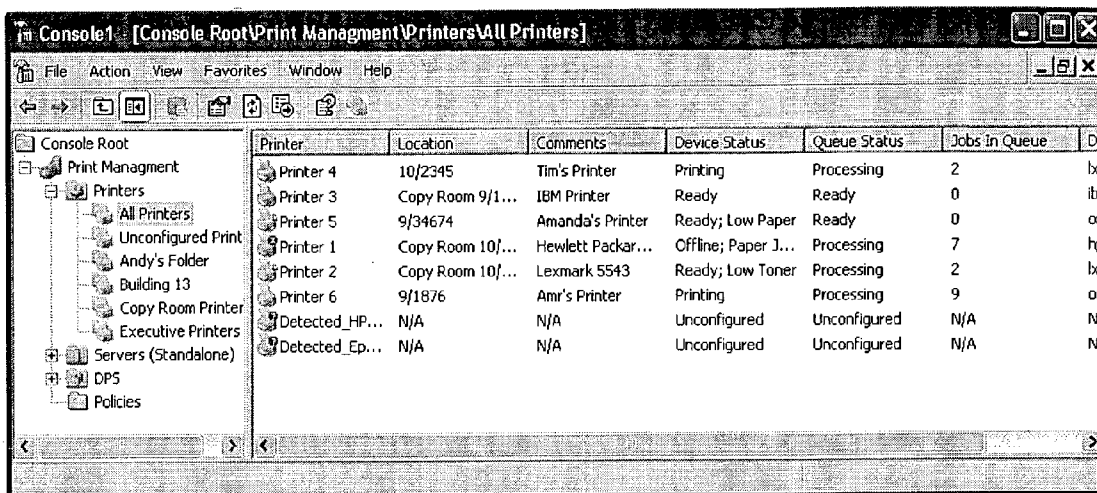 Console1 - [Console Root\Print Managment\Printers\All Printers]
File Action View Favorites Window Help
Console Root
Print Managment
Printers
All Printers
Unconfigured Print
Andy's Folder
Building 13
Copy Room Printer
Executive Printers
Servers (Standalone)
DPS
Policies
Printer Location Comments Device Status Queue Status Jobs In Queue D
Printer 4 10/2345 Tim's Printer Printing Processing 2 lx
Printer 3 Copy Room 9/1... IBM Printer Ready Ready 0 ib
Printer 5 9/34674 Amanda's Printer Ready; Low Paper Ready 0
Printer 1 Copy Room 10/... Hewlett Packar... Offline; Paper J... Processing 7 hp
Printer 2 Copy Room 10/... Lexmark 5543 Ready; Low Toner Processing 2 lx
Printer 6 9/1876 Amr's Printer Printing Processing 9
Detected_HP... N/A N/A Unconfigured Unconfigured N/A N
Detected_Ep... N/A N/A Unconfigured Unconfigured N/A N